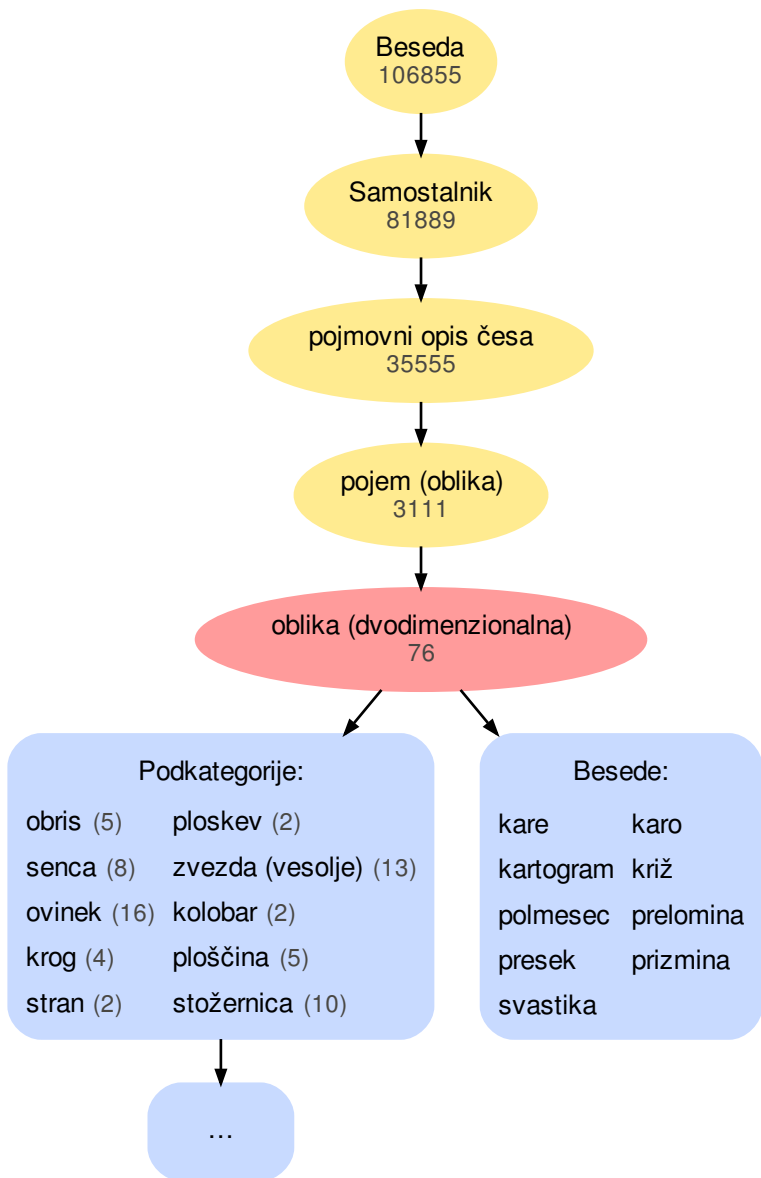 Beseda
106855
Samostalnik
81889
pojmovni opis česa
35555
pojem (oblika)
3111
oblika (dvodimenzionalna)
76
Podkategorije:
obris (5) ploskev (2)
senca (8) zvezda (vesolje) (13)
ovinek (16) kolobar (2)
krog (4) ploščina (5)
stran (2) stožernica (10)
Besede:
kare karo
kartogram križ
polmesec prelomina
presek prizmina
svastika
...